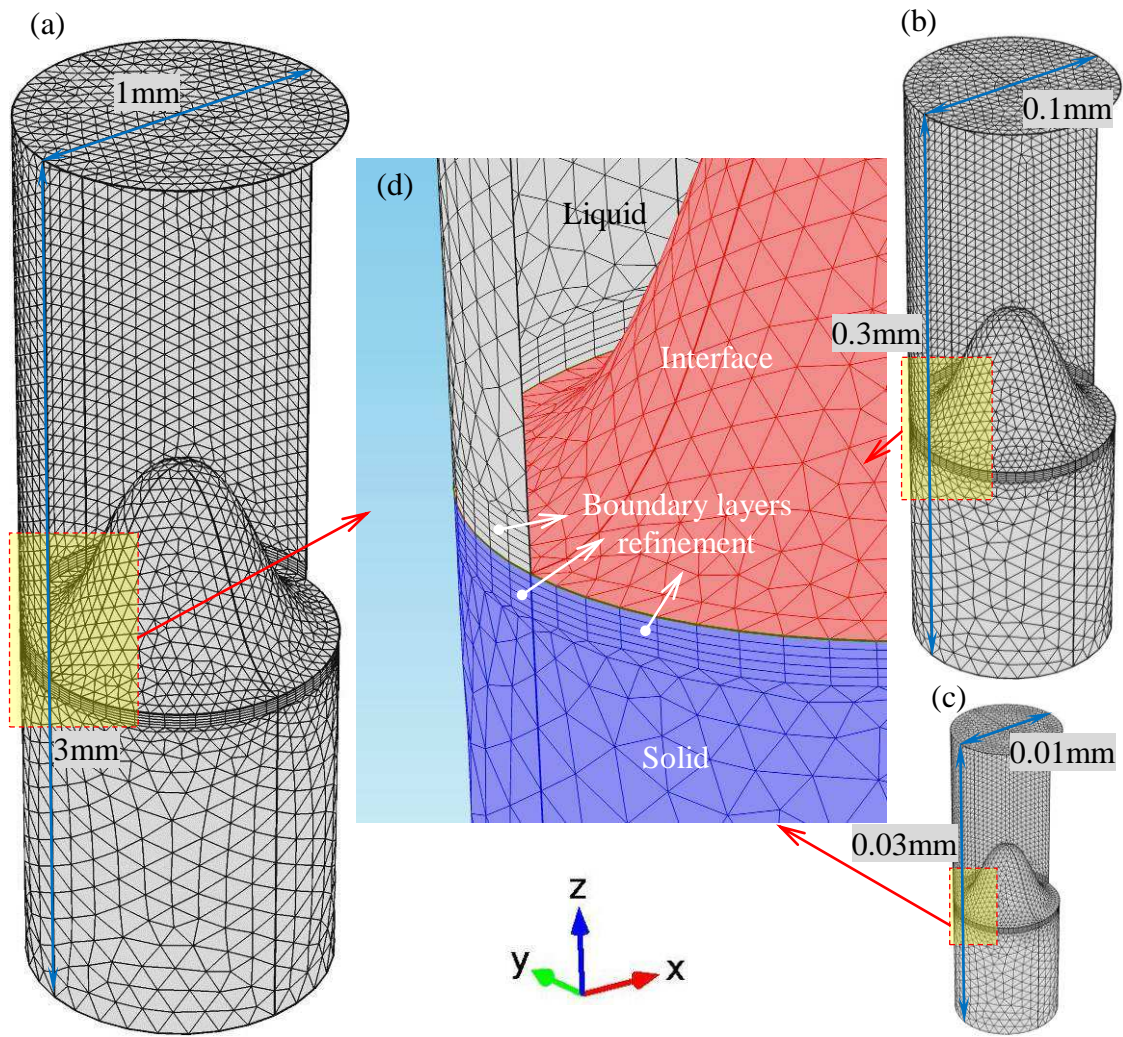 (a)
1mm
3mm
(b)
0.1mm
0.3mm
(c)
0.01mm
0.03mm
(d)
Liquid
Interface
Boundary layers
refinement
Solid
z
y
x